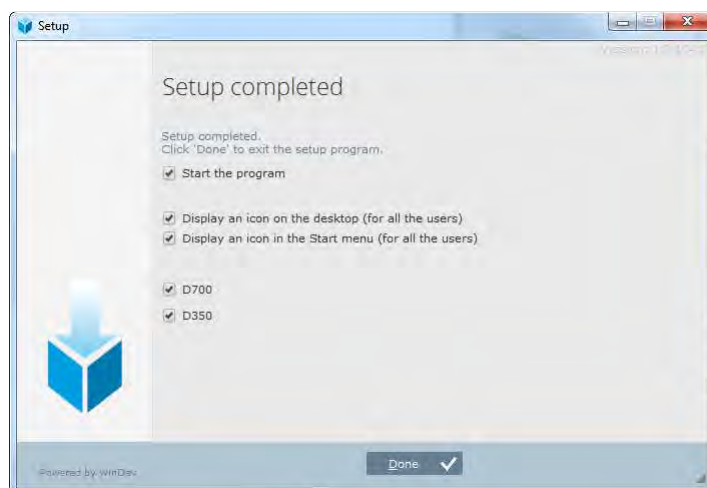 Setup
Setup completed
Setup completed.
Click 'Done' to exit the setup program.
Start the program
Display an icon on the desktop (for all the users)
Display an icon in the Start menu (for all the users)
D700
D350
Done
Powered by WinDev